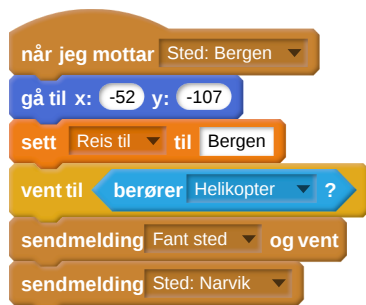 når jeg mottar Sted: Bergen
gå til x: -52 y: -107
sett Reis til til Bergen
vent til berører Helikopter ?
sendmelding Fant sted og vent
sendmelding Sted: Narvik